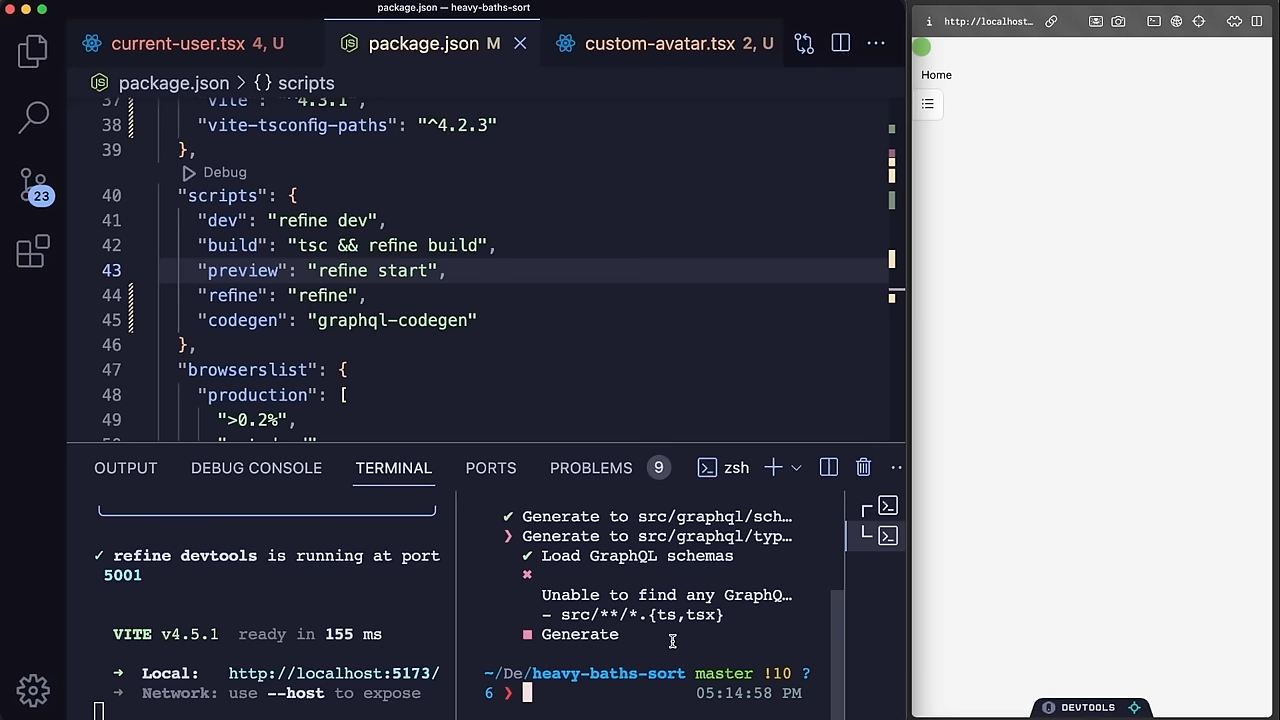 package.json — heavy-baths-sort
current-user.tsx 4, U
package.json M
custom-avatar.tsx 2, U
package.json > {} scripts
37 "vite": "^4.3.1",
38 "vite-tsconfig-paths": "^4.2.3"
39 },
Debug
40 "scripts": {
41 "dev": "refine dev",
42 "build": "tsc && refine build",
43 "preview": "refine start",
44 "refine": "refine",
45 "codegen": "graphql-codegen"
46 },
47 "browserslist": {
48 "production": [
49 ">0.2%",
23
OUTPUT DEBUG CONSOLE TERMINAL PORTS PROBLEMS 9 zsh
✓ refine devtools is running at port
5001
VITE v4.5.1 ready in 155 ms
➜ Local: http://localhost:5173/
➜ Network: use --host to expose
✔ Generate to src/graphql/sch…
❯ Generate to src/graphql/typ…
✔ Load GraphQL schemas
✖
Unable to find any GraphQ…
- src/**/*.{ts,tsx}
■ Generate
~/De/heavy-baths-sort master !10 ?
6 ❯ 05:14:58 PM
http://localhost…
Home
DEVTOOLS